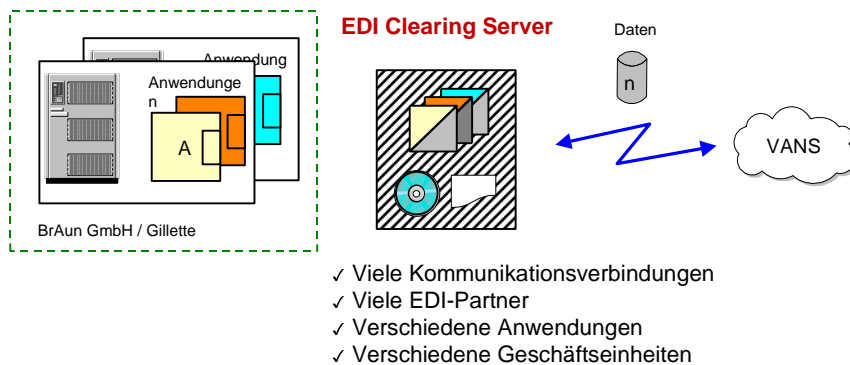 EDI Clearing Server
Daten
n
Anwendung
Anwendunge
n
A
VANS
BrAun GmbH / Gillette
✓ Viele Kommunikationsverbindungen
✓ Viele EDI-Partner
✓ Verschiedene Anwendungen
✓ Verschiedene Geschäftseinheiten